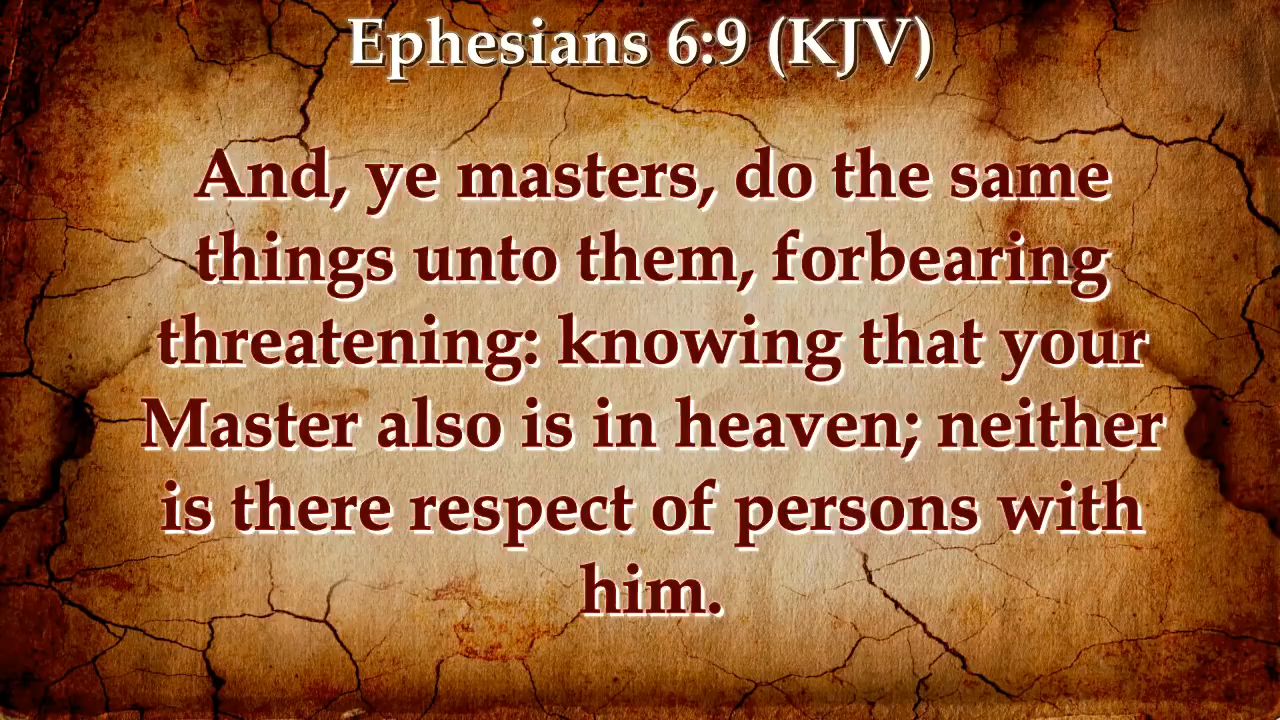 Ephesians 6:9 (KJV)
And, ye masters, do the same
things unto them, forbearing
threatening: knowing that your
Master also is in heaven; neither
is there respect of persons with
him.